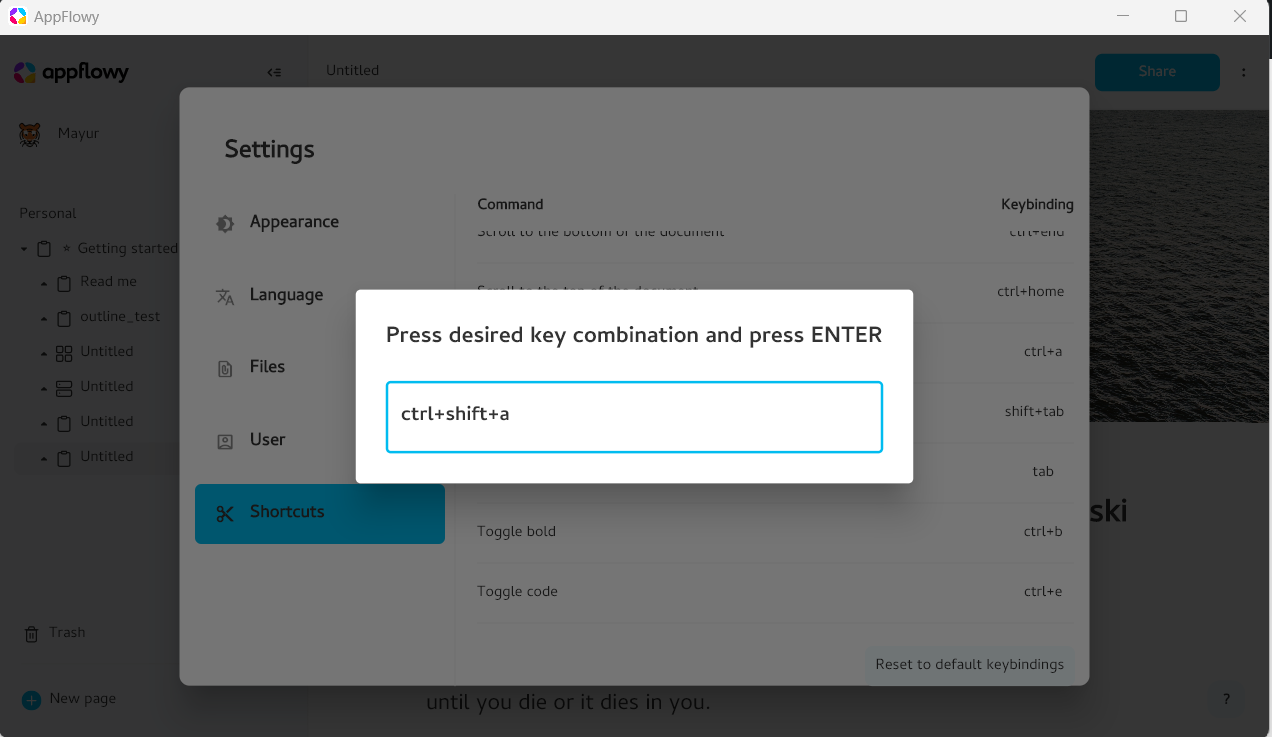 AppFlowy
appflowy
Untitled
Share
Mayur
Settings
Personal
Getting started
Read me
outline_test
Untitled
Untitled
Untitled
Untitled
Trash
New page
Appearance
Language
Files
User
Shortcuts
Command Keybinding
Scroll to the bottom of the document ctrl+end
Scroll to the top of the document ctrl+home
ctrl+a
shift+tab
tab
Toggle bold ctrl+b
Toggle code ctrl+e
Reset to default keybindings
Press desired key combination and press ENTER
ctrl+shift+a
ski
until you die or it dies in you.
?